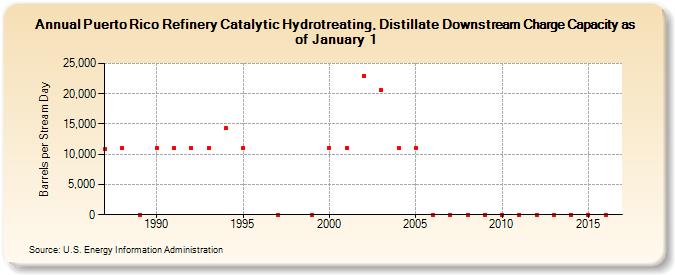 Annual Puerto Rico Refinery Catalytic Hydrotreating, Distillate Downstream Charge Capacity as
of January 1
Barrels per Stream Day
25,000
20,000
15,000
10,000
5,000
0
1990 1995 2000 2005 2010 2015
Source: U.S. Energy Information Administration